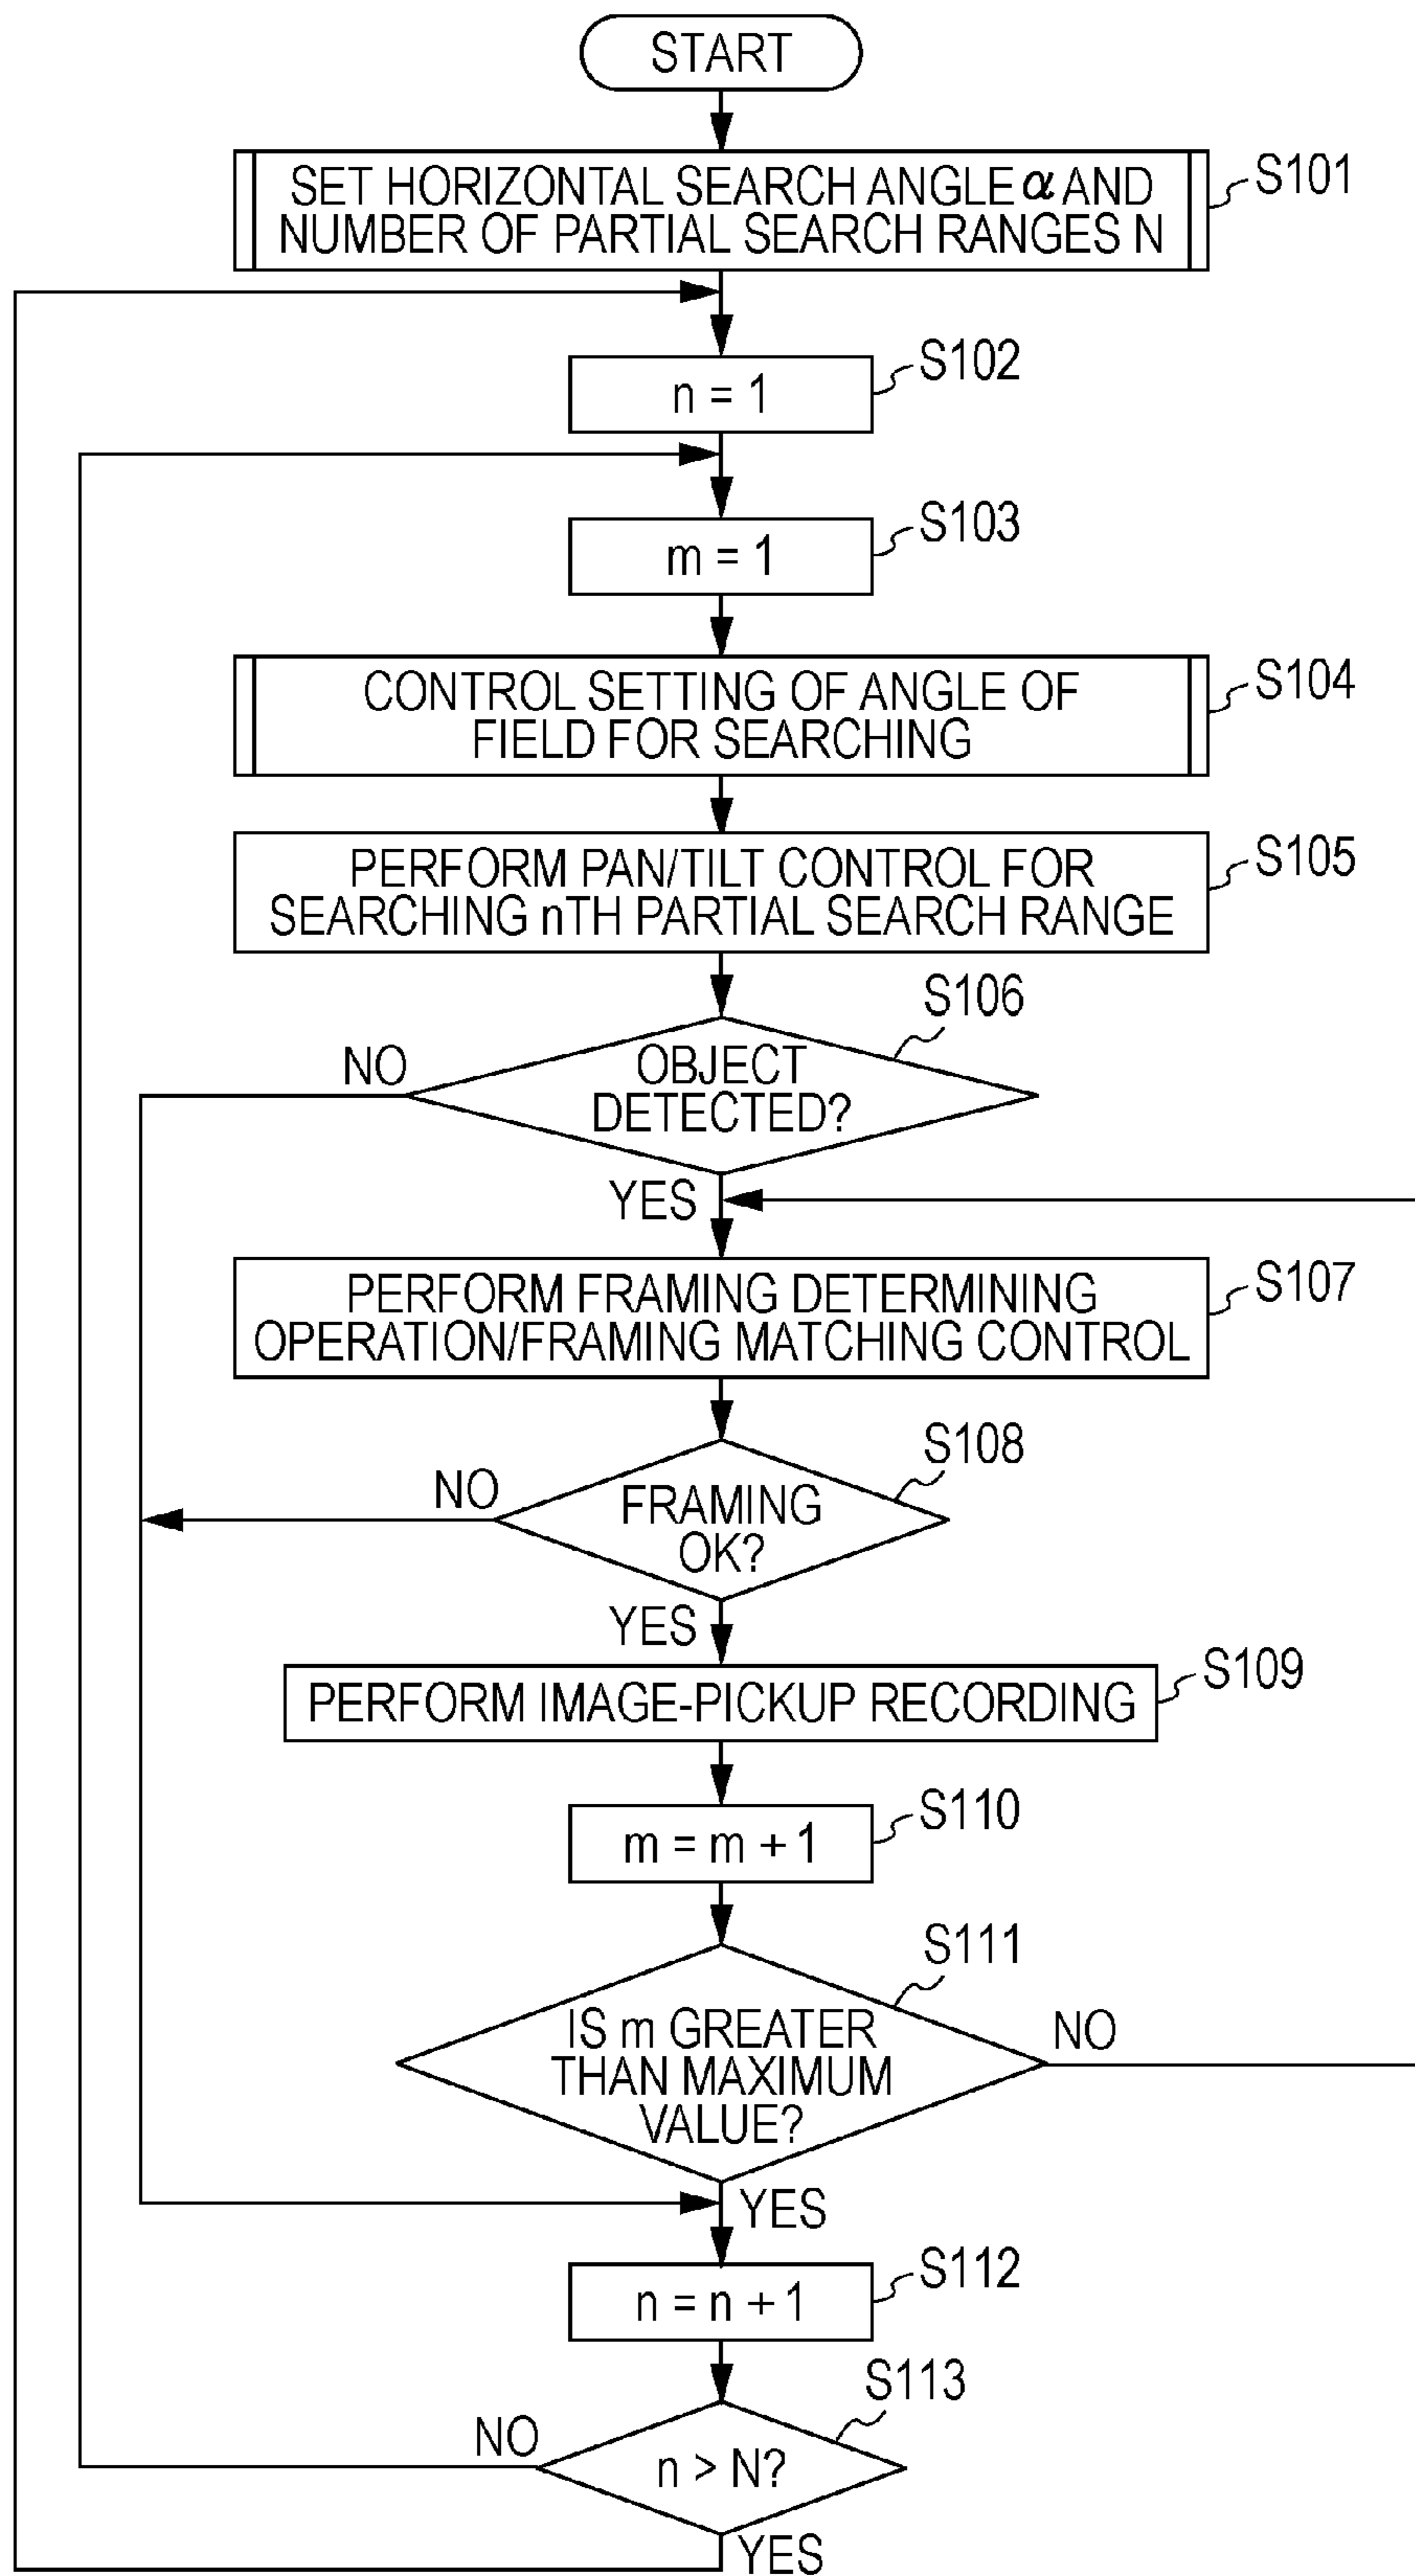 START
SET HORIZONTAL SEARCH ANGLE α AND
NUMBER OF PARTIAL SEARCH RANGES N
S101
n = 1
S102
m = 1
S103
CONTROL SETTING OF ANGLE OF
FIELD FOR SEARCHING
S104
PERFORM PAN/TILT CONTROL FOR
SEARCHING nTH PARTIAL SEARCH RANGE
S105
S106
NO
OBJECT
DETECTED?
YES
PERFORM FRAMING DETERMINING
OPERATION/FRAMING MATCHING CONTROL
S107
S108
NO
FRAMING
OK?
YES
PERFORM IMAGE-PICKUP RECORDING
S109
m = m + 1
S110
S111
IS m GREATER
THAN MAXIMUM
VALUE?
NO
YES
n = n + 1
S112
S113
NO
n > N?
YES